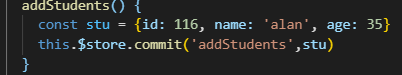 addStudents() {
const stu = {id: 116, name: 'alan', age: 35}
this.$store.commit('addStudents',stu)
}